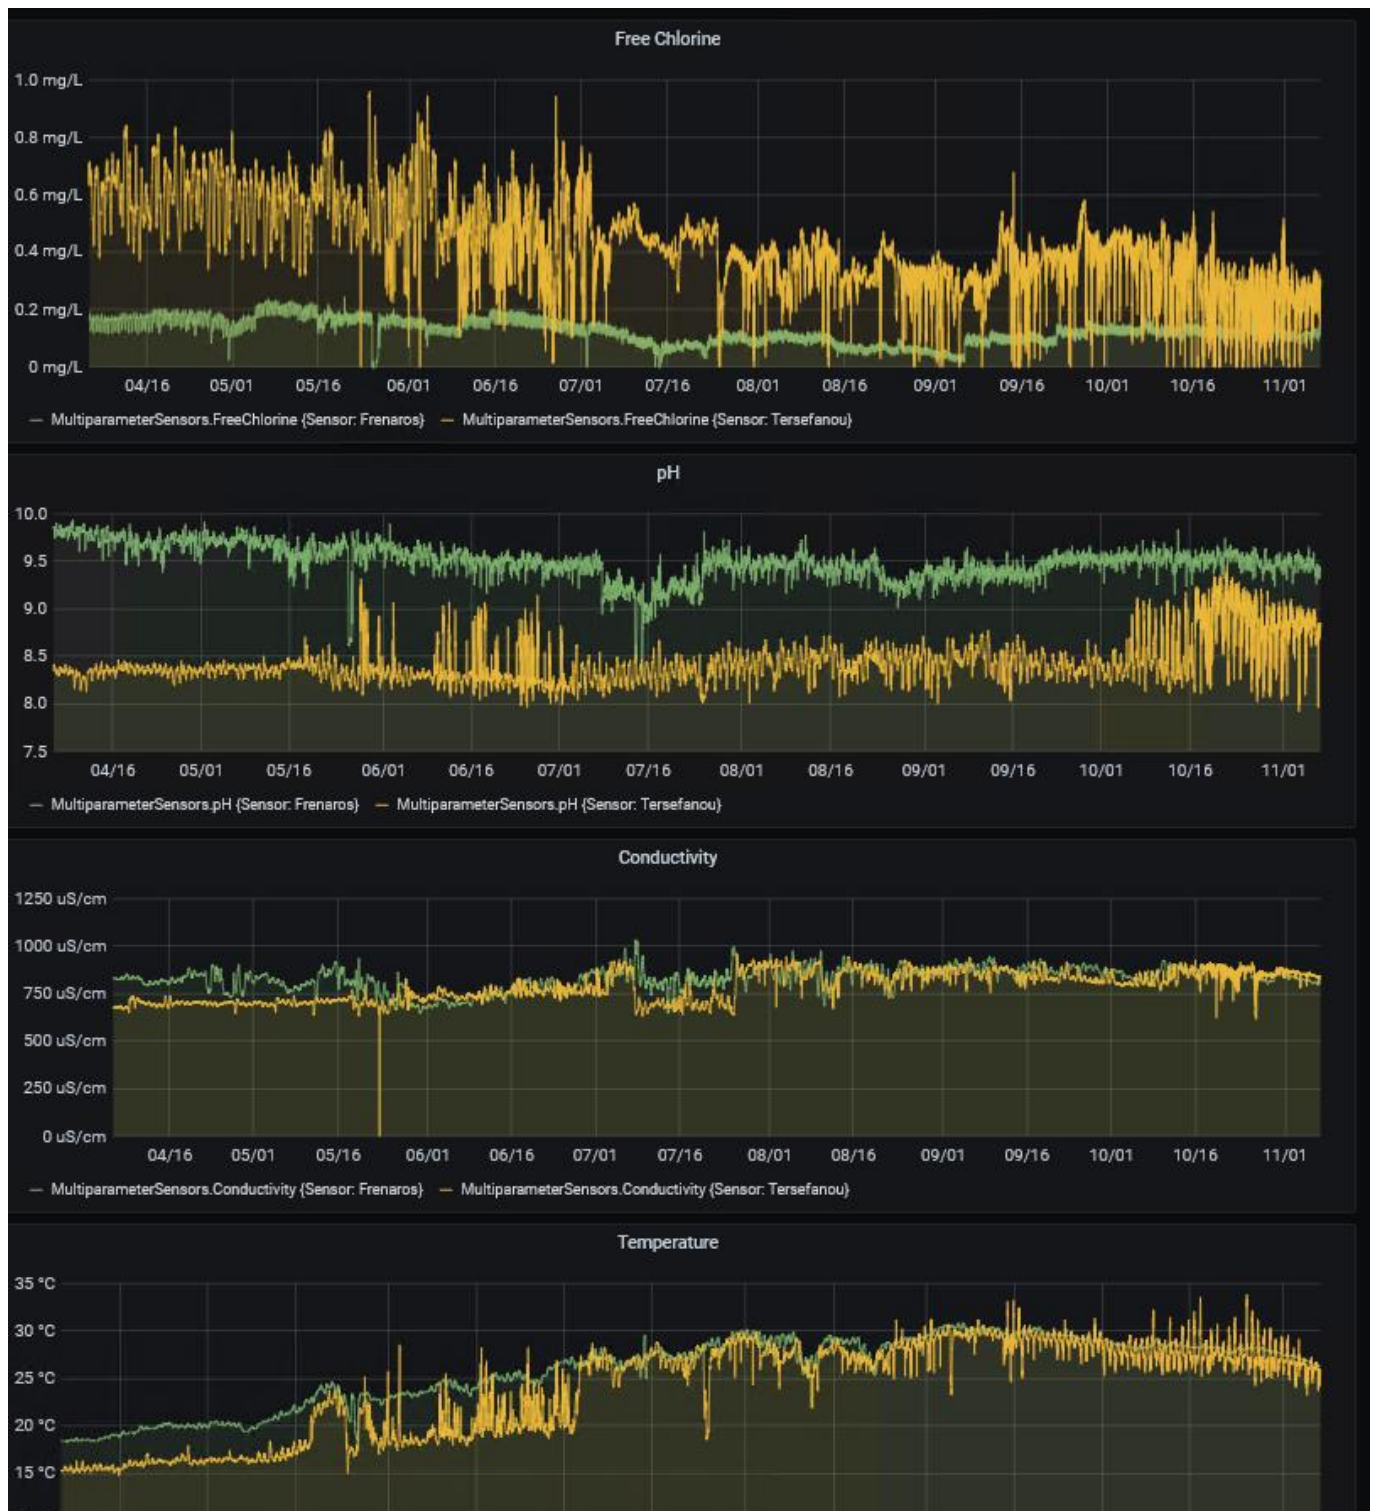 Free Chlorine
1.0 mg/L
0.8 mg/L
0.6 mg/L
0.4 mg/L
0.2 mg/L
0 mg/L
04/16 05/01 05/16 06/01 06/16 07/01 07/16 08/01 08/16 09/01 09/16 10/01 10/16 11/01
MultiparameterSensors.FreeChlorine {Sensor: Frenaros} MultiparameterSensors.FreeChlorine {Sensor: Tersefanou}
pH
10.0
9.5
9.0
8.5
8.0
7.5
04/16 05/01 05/16 06/01 06/16 07/01 07/16 08/01 08/16 09/01 09/16 10/01 10/16 11/01
MultiparameterSensors.pH {Sensor: Frenaros} MultiparameterSensors.pH {Sensor: Tersefanou}
Conductivity
1250 uS/cm
1000 uS/cm
750 uS/cm
500 uS/cm
250 uS/cm
0 uS/cm
04/16 05/01 05/16 06/01 06/16 07/01 07/16 08/01 08/16 09/01 09/16 10/01 10/16 11/01
MultiparameterSensors.Conductivity {Sensor: Frenaros} MultiparameterSensors.Conductivity {Sensor: Tersefanou}
Temperature
35 °C
30 °C
25 °C
20 °C
15 °C